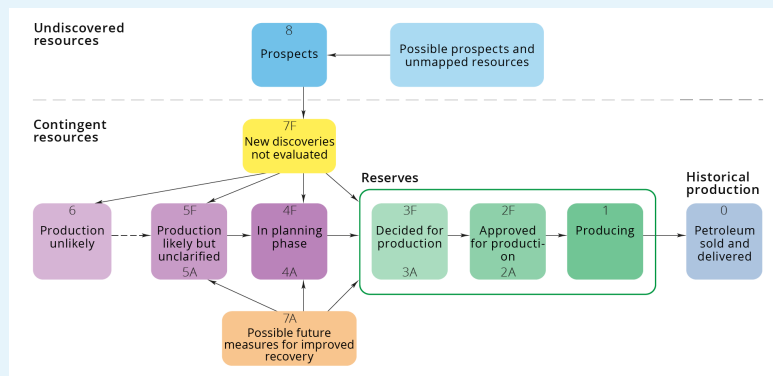 Undiscovered
resources
8
Prospects
Possible prospects and
unmapped resources
Contingent
resources
7F
New discoveries
not evaluated
Reserves
Historical
production
6
Production
unlikely
5F
Production
likely but
unclarified
5A
4F
In planning
phase
4A
3F
Decided for
production
3A
2F
Approved
for producti-
on
2A
1
Producing
0
Petroleum
sold and
delivered
7A
Possible future
measures for improved
recovery